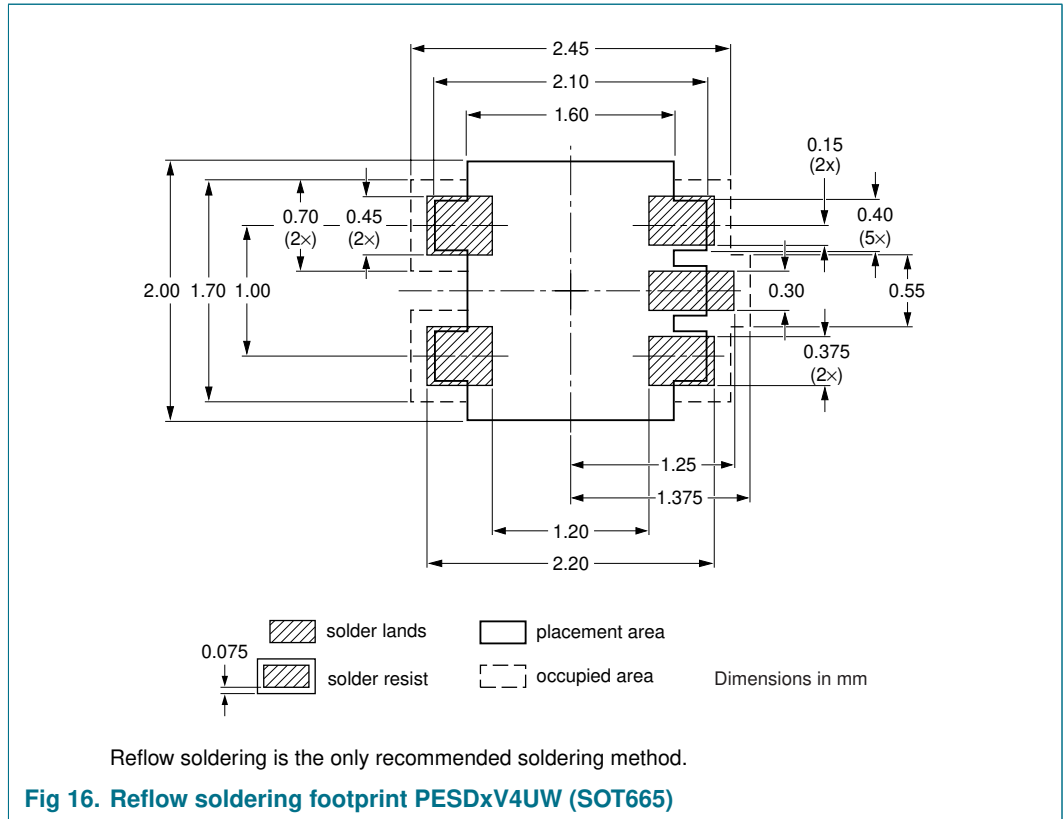 2.45
2.10
1.60
0.15
(2x)
0.70
(2×)
0.45
(2×)
0.40
(5×)
2.00
1.70
1.00
0.30
0.55
0.375
(2×)
1.25
1.375
1.20
2.20
solder lands
placement area
0.075
solder resist
occupied area
Dimensions in mm
Reflow soldering is the only recommended soldering method.
Fig 16. Reflow soldering footprint PESDxV4UW (SOT665)